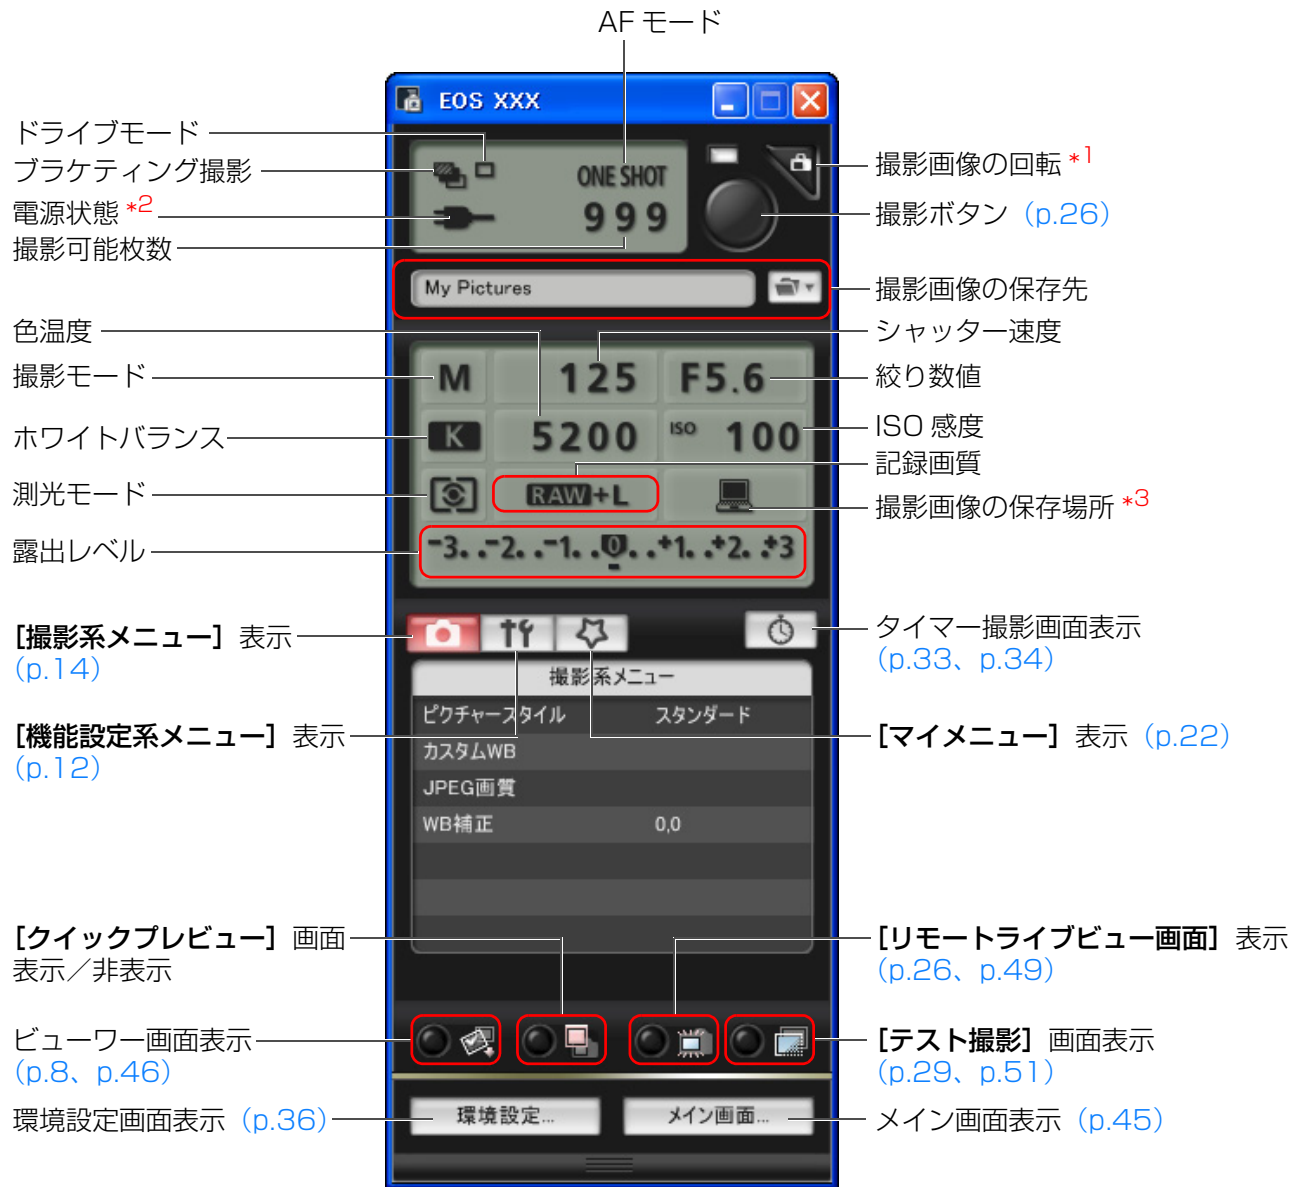 AF モード
EOS XXX
ドライブモード
ブラケティング撮影
電源状態 *2
撮影可能枚数
ONE SHOT
999
撮影画像の回転 *1
撮影ボタン（p.26）
My Pictures
撮影画像の保存先
色温度
シャッター速度
撮影モード
M
125
F5.6
絞り数値
ホワイトバランス
K
5200
ISO 100
ISO 感度
記録画質
測光モード
RAW+L
撮影画像の保存場所 *3
露出レベル
-3. .-2. .-1. .0. .+1. .+2. .+3
[撮影系メニュー] 表示
（p.14）
タイマー撮影画面表示
（p.33、p.34）
撮影系メニュー
ピクチャースタイル スタンダード
カスタムWB
JPEG画質
WB補正 0,0
[機能設定系メニュー] 表示
（p.12）
[マイメニュー] 表示（p.22）
[クイックプレビュー] 画面
表示／非表示
[リモートライブビュー画面] 表示
（p.26、p.49）
ビューワー画面表示
（p.8、p.46）
[テスト撮影] 画面表示
（p.29、p.51）
環境設定画面表示（p.36）
環境設定...
メイン画面...
メイン画面表示（p.45）